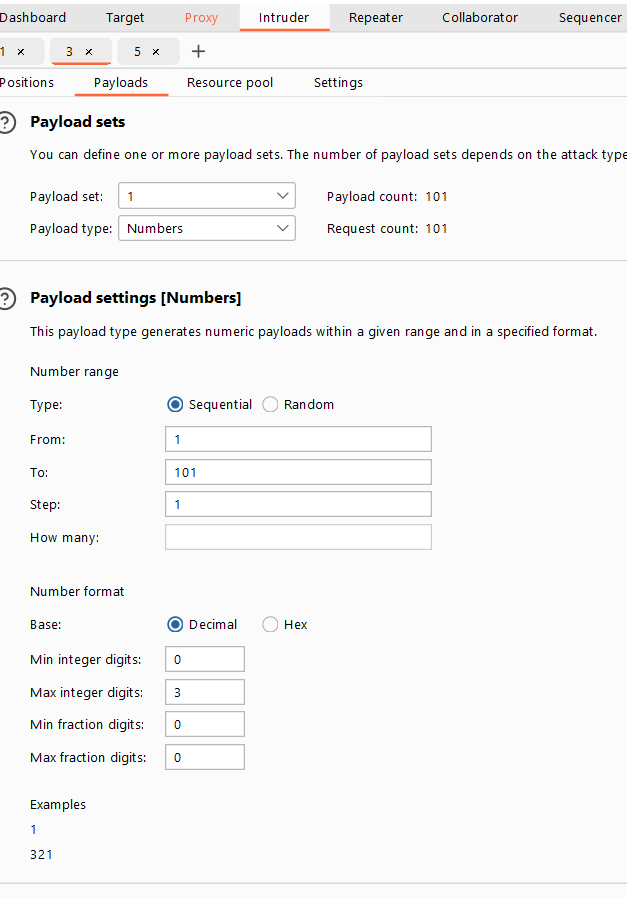 Dashboard Target Proxy Intruder Repeater Collaborator Sequencer
1 × 3 × 5 × +
Positions Payloads Resource pool Settings
? Payload sets
You can define one or more payload sets. The number of payload sets depends on the attack type
Payload set: 1 Payload count: 101
Payload type: Numbers Request count: 101
? Payload settings [Numbers]
This payload type generates numeric payloads within a given range and in a specified format.
Number range
Type: Sequential Random
From: 1
To: 101
Step: 1
How many:
Number format
Base: Decimal Hex
Min integer digits: 0
Max integer digits: 3
Min fraction digits: 0
Max fraction digits: 0
Examples
1
321